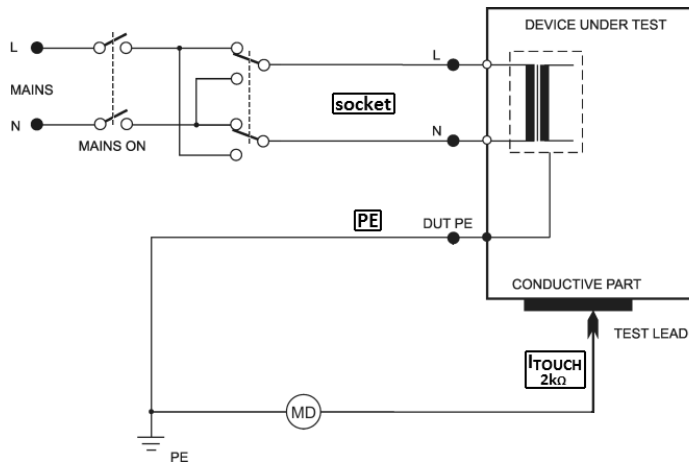 DEVICE UNDER TEST
L
L
MAINS
socket
N
N
MAINS ON
PE
DUT PE
CONDUCTIVE PART
TEST LEAD
ITOUCH
2kΩ
MD
PE